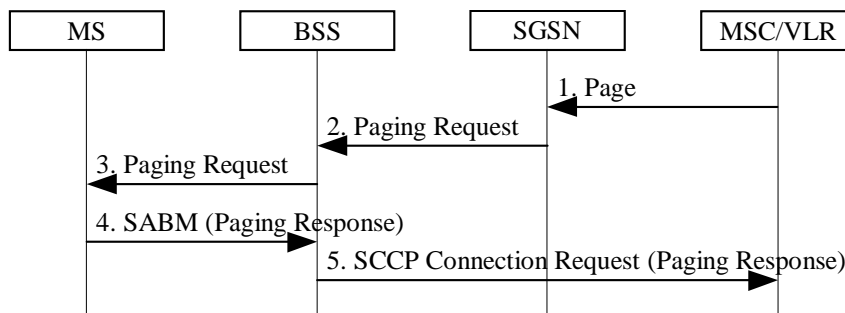 MS
BSS
SGSN
MSC/VLR
1. Page
2. Paging Request
3. Paging Request
4. SABM (Paging Response)
5. SCCP Connection Request (Paging Response)